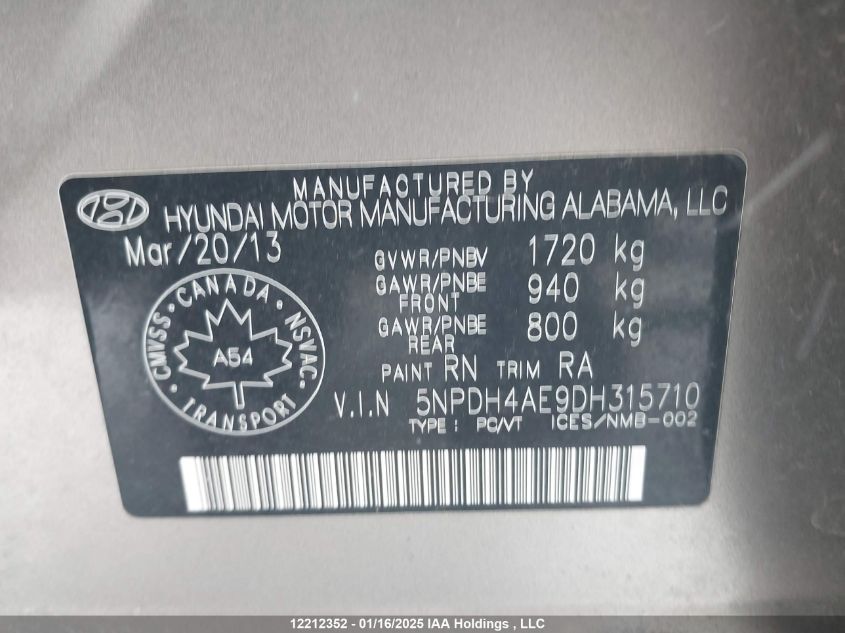 MANUFACTURED BY
HYUNDAI MOTOR MANUFACTURING ALABAMA, LLC
Mar/20/13
GVWR/PNBV 1720 kg
GAWR/PNBE FRONT 940 kg
GAWR/PNBE REAR 800 kg
PAINT RN TRIM RA
V.I.N 5NPDH4AE9DH315710
TYPE: PC/VT ICES/NMB-002
CANADA
CMVSS
NSVAC
A54
TRANSPORT
12212352 - 01/16/2025 IAA Holdings , LLC